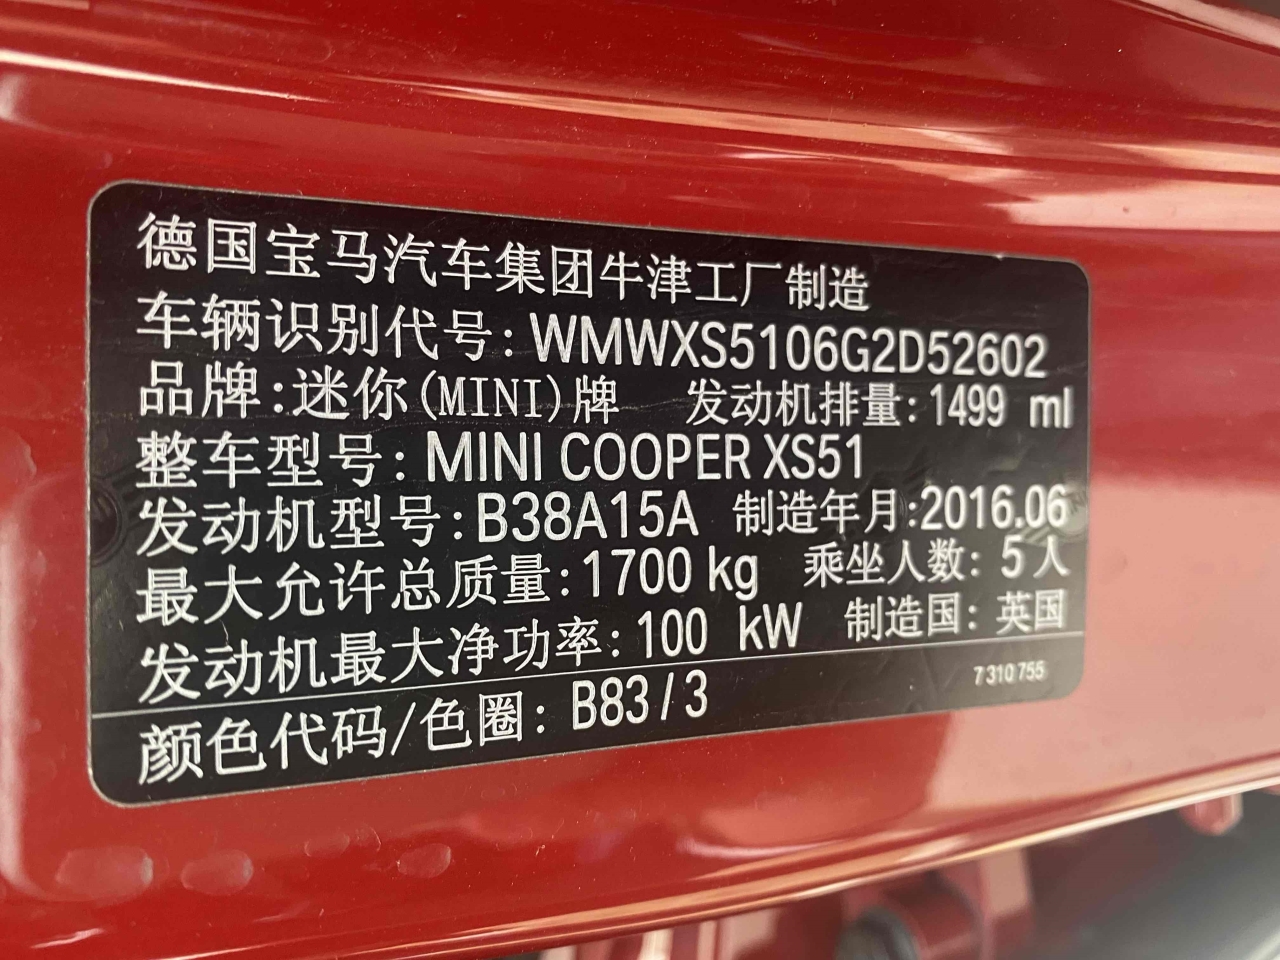 德国宝马汽车集团牛津工厂制造
车辆识别代号:WMWXS5106G2D52602
品牌:迷你(MINI)牌 发动机排量:1499 ml
整车型号:MINI COOPER XS51
发动机型号:B38A15A 制造年月:2016.06
最大允许总质量:1700 kg 乘坐人数:5人
发动机最大净功率:100 kW 制造国:英国
7 310 755
颜色代码/色圈:B83/3